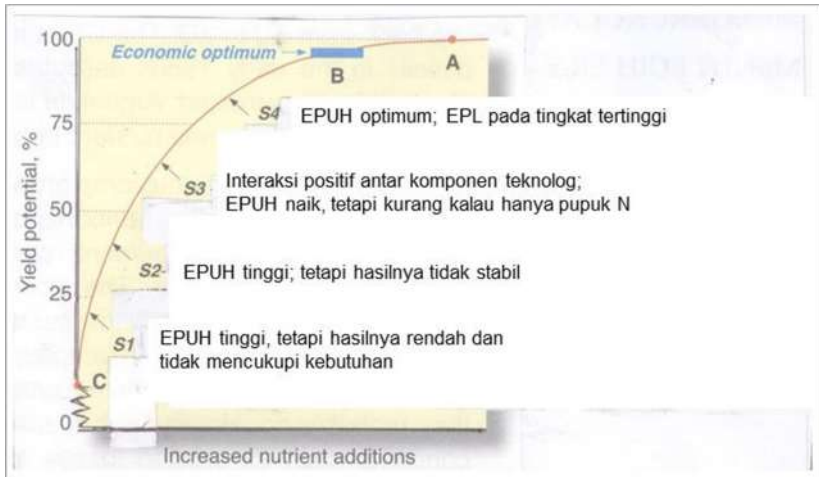 100
Economic optimum
A
B
S4
EPUH optimum; EPL pada tingkat tertinggi
75
Interaksi positif antar komponen teknolog;
S3
EPUH naik, tetapi kurang kalau hanya pupuk N
50
S2
EPUH tinggi; tetapi hasilnya tidak stabil
25
EPUH tinggi, tetapi hasilnya rendah dan
S1
tidak mencukupi kebutuhan
C
0
Yield potential, %
Increased nutrient additions